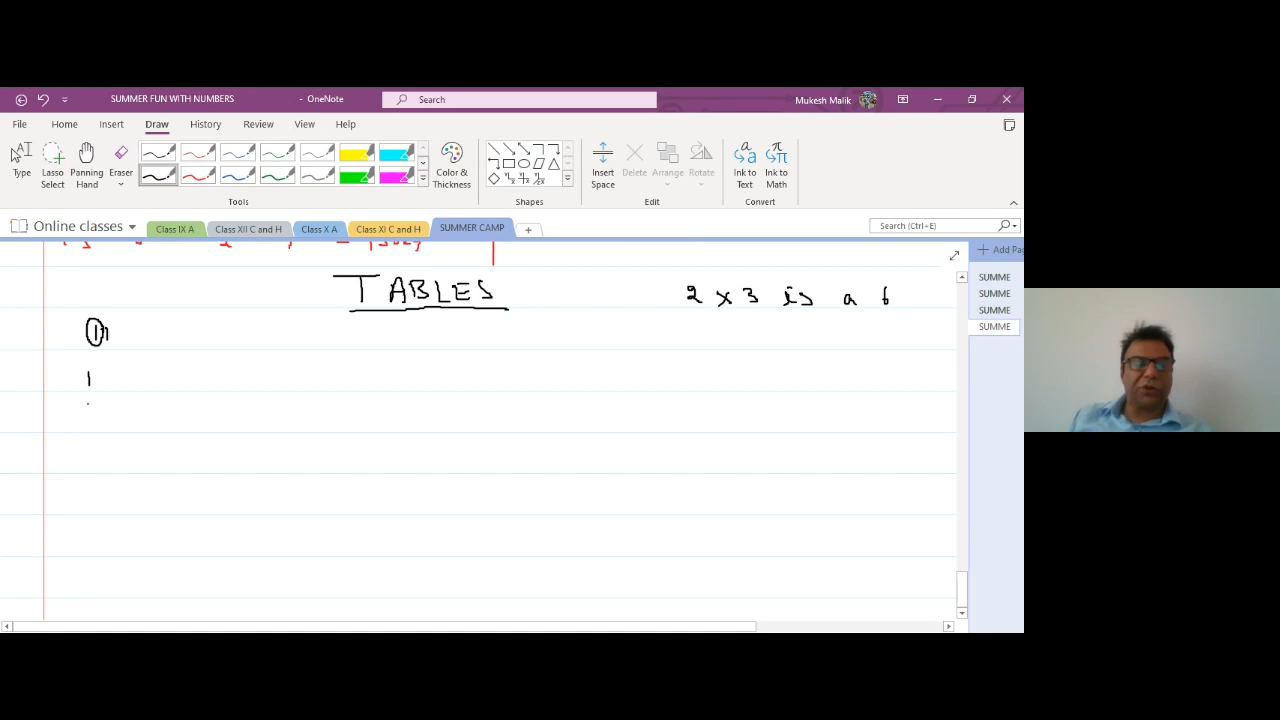 SUMMER FUN WITH NUMBERS - OneNote
Search
Mukesh Malik
File Home Insert Draw History Review View Help
Type
Lasso Select
Panning Hand
Eraser
Color & Thickness
Insert Space
Delete
Arrange
Rotate
Ink to Text
Ink to Math
Tools
Shapes
Edit
Convert
Online classes
Class IX A
Class XII C and H
Class X A
Class XI C and H
SUMMER CAMP
Search (Ctrl+E)
Add Pag
SUMME
SUMME
SUMME
SUMME
TABLES
2 x 3 is a 6
1